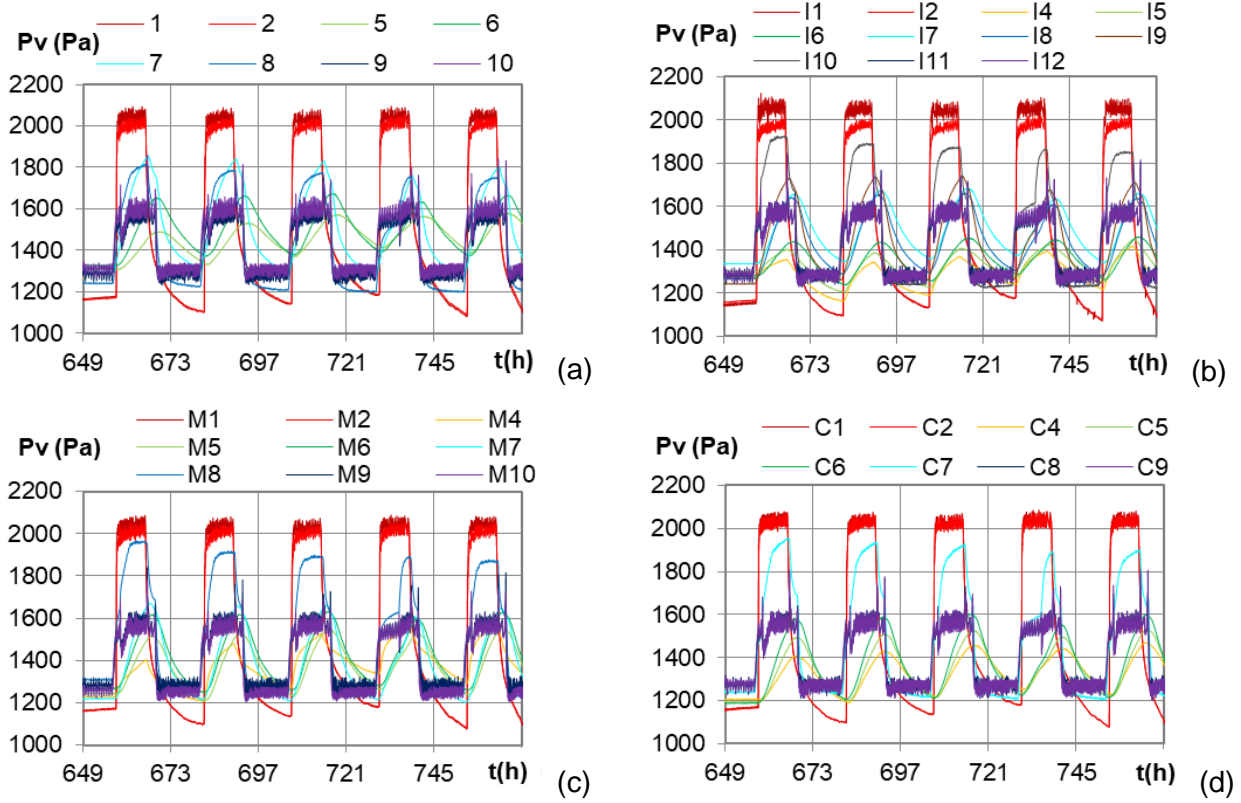 1 2 5 6
Pv (Pa)
7 8 9 10
2200
2000
1800
1600
1400
1200
1000
649 673 697 721 745 t(h)
(a)
I1 I2 I4 I5
Pv (Pa)
I6 I7 I8 I9
I10 I11 I12
2200
2000
1800
1600
1400
1200
1000
649 673 697 721 745 t(h)
(b)
M1 M2 M4
Pv (Pa)
M5 M6 M7
M8 M9 M10
2200
2000
1800
1600
1400
1200
1000
649 673 697 721 745 t(h)
(c)
C1 C2 C4 C5
Pv (Pa)
C6 C7 C8 C9
2200
2000
1800
1600
1400
1200
1000
649 673 697 721 745 t(h)
(d)